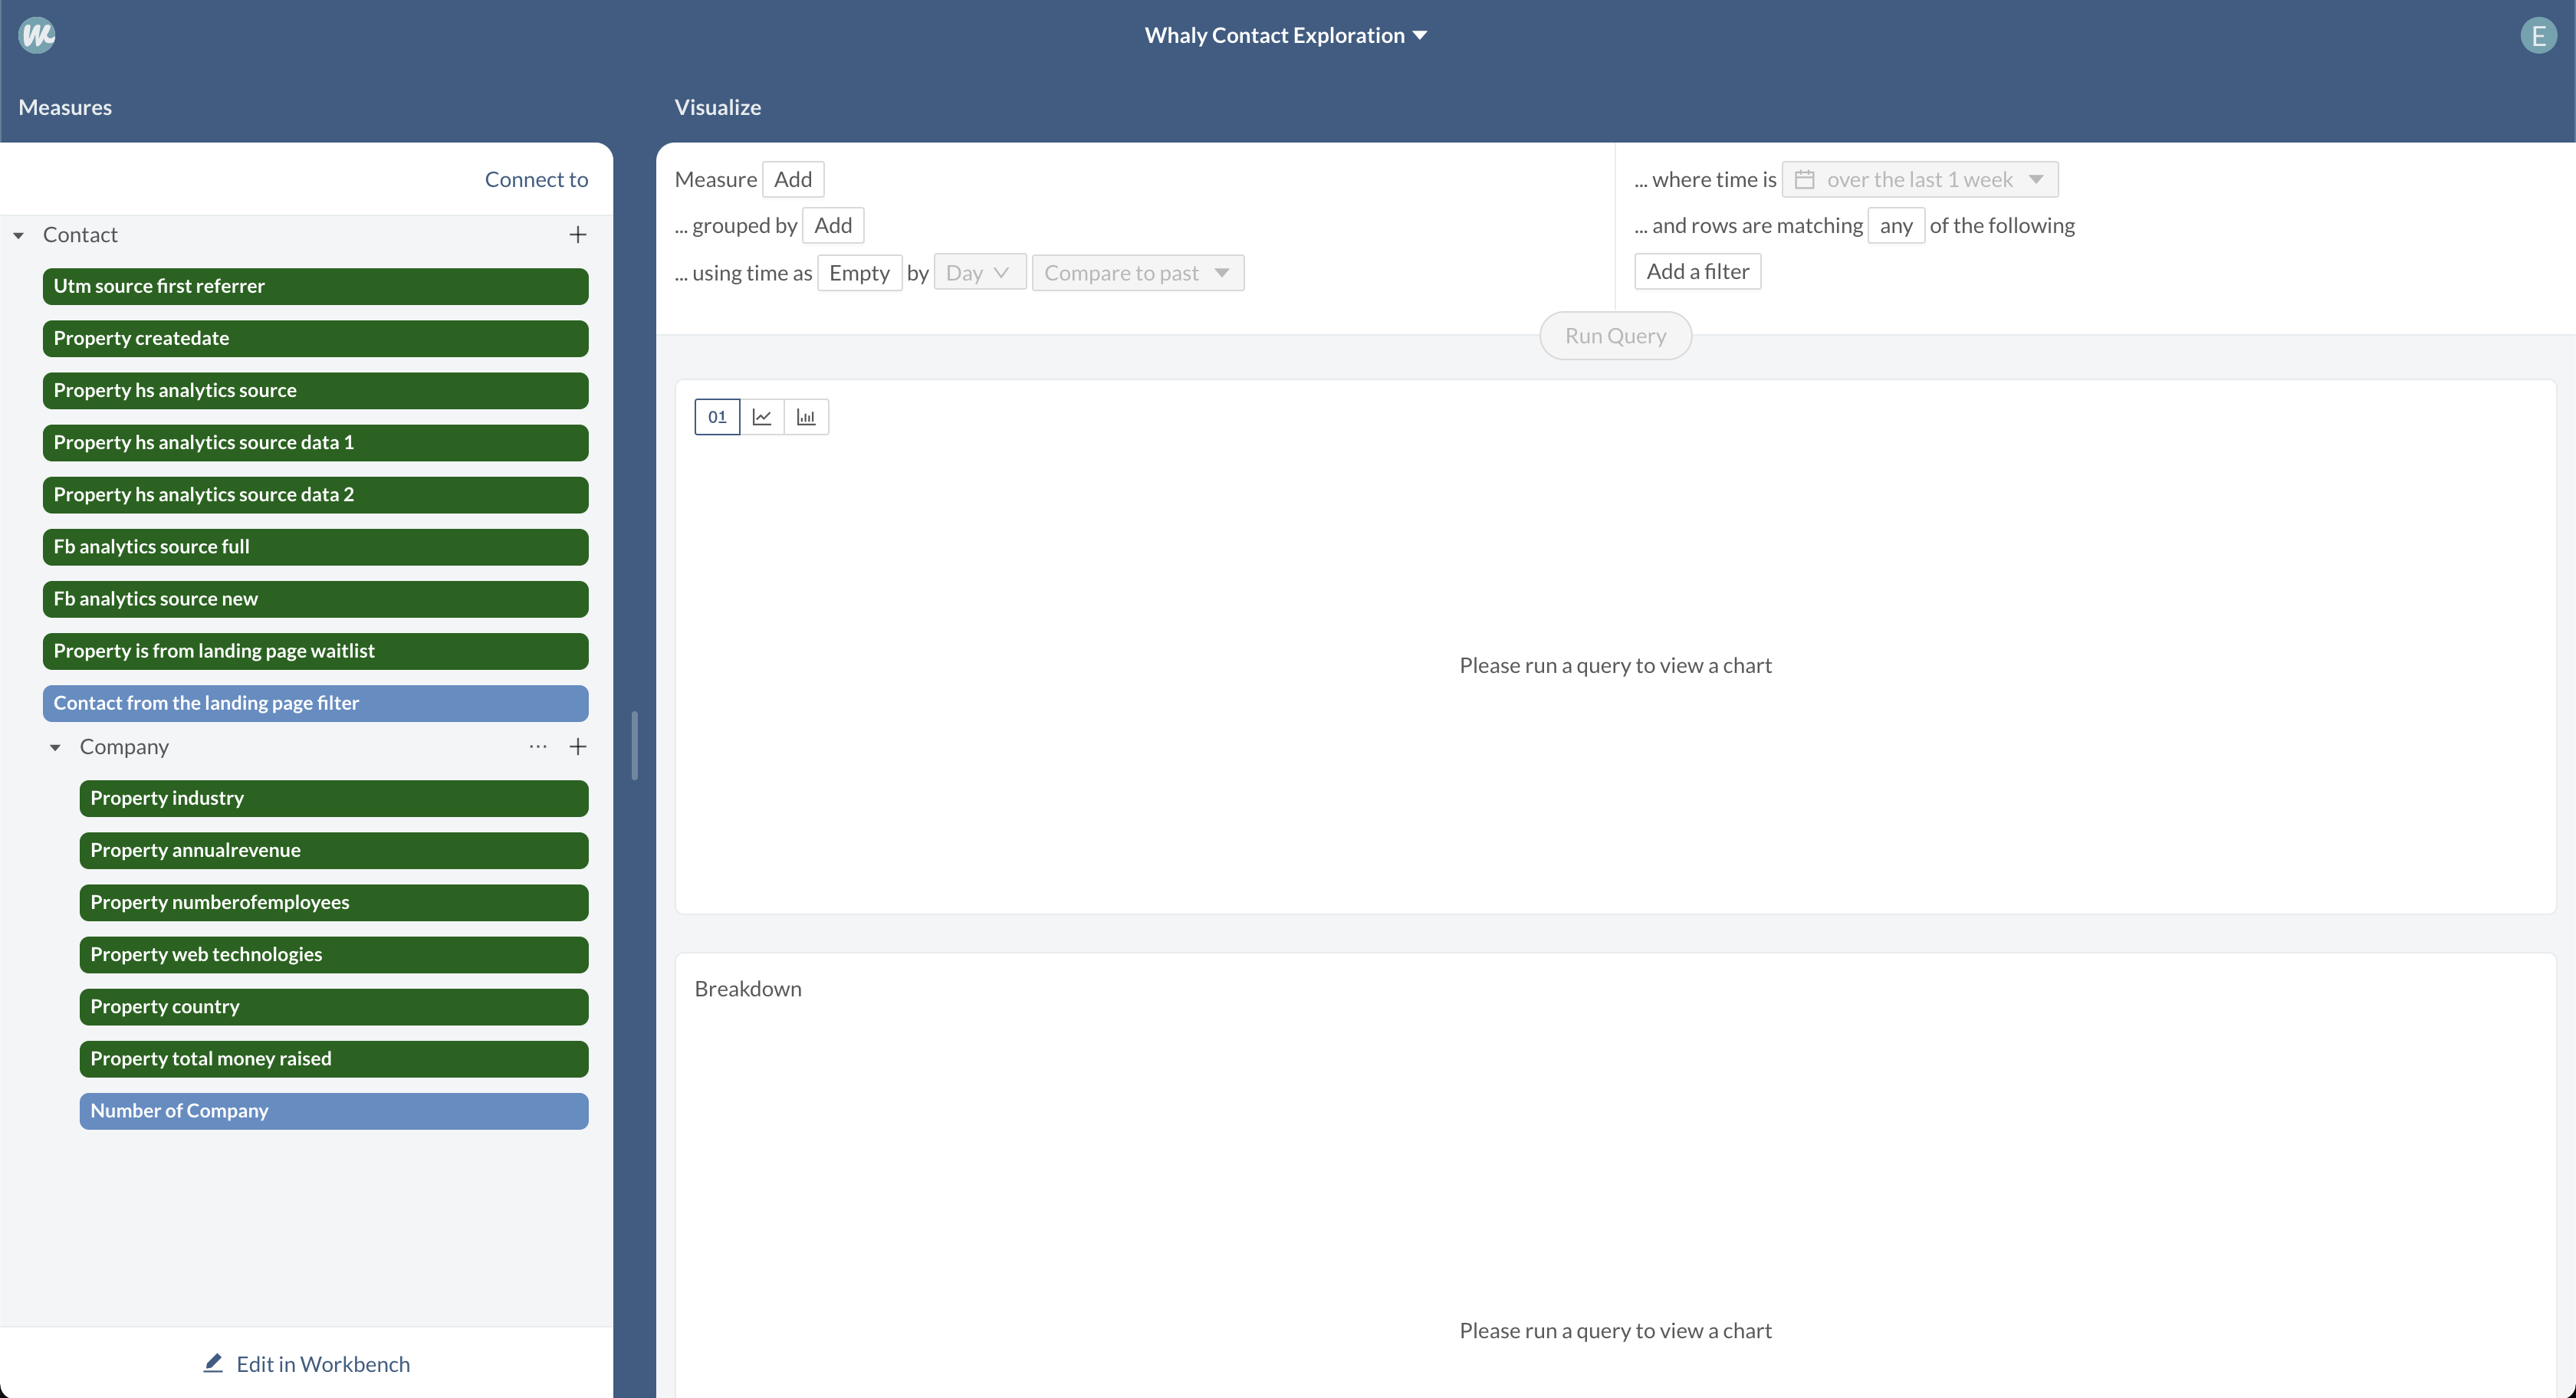 W
Whaly Contact Exploration
E
Measures
Visualize
Connect to
Contact
Utm source first referrer
Property createdate
Property hs analytics source
Property hs analytics source data 1
Property hs analytics source data 2
Fb analytics source full
Fb analytics source new
Property is from landing page waitlist
Contact from the landing page filter
Company
Property industry
Property annualrevenue
Property numberofemployees
Property web technologies
Property country
Property total money raised
Number of Company
Edit in Workbench
Measure Add
... grouped by Add
... using time as Empty by Day Compare to past
... where time is over the last 1 week
... and rows are matching any of the following
Add a filter
Run Query
01
Please run a query to view a chart
Breakdown
Please run a query to view a chart